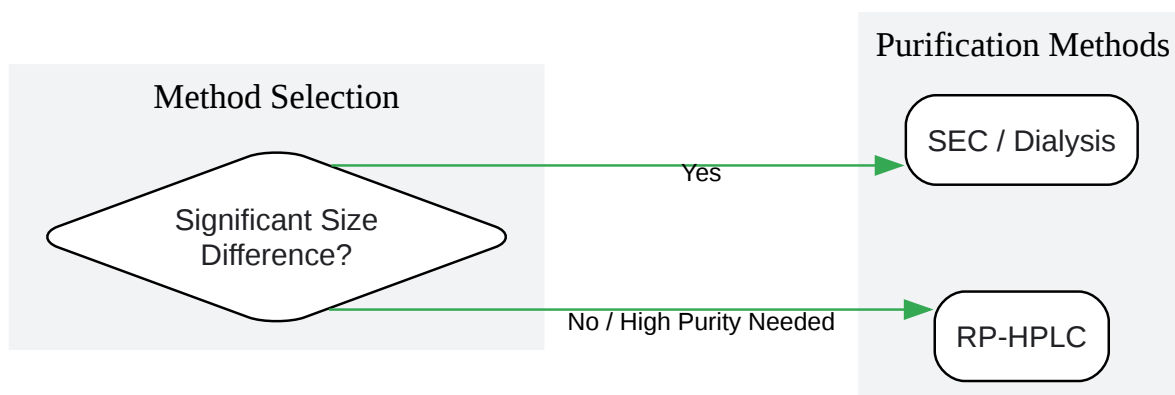 Purification Methods
Method Selection
SEC / Dialysis
Yes
Significant Size
Difference?
No / High Purity Needed
RP-HPLC